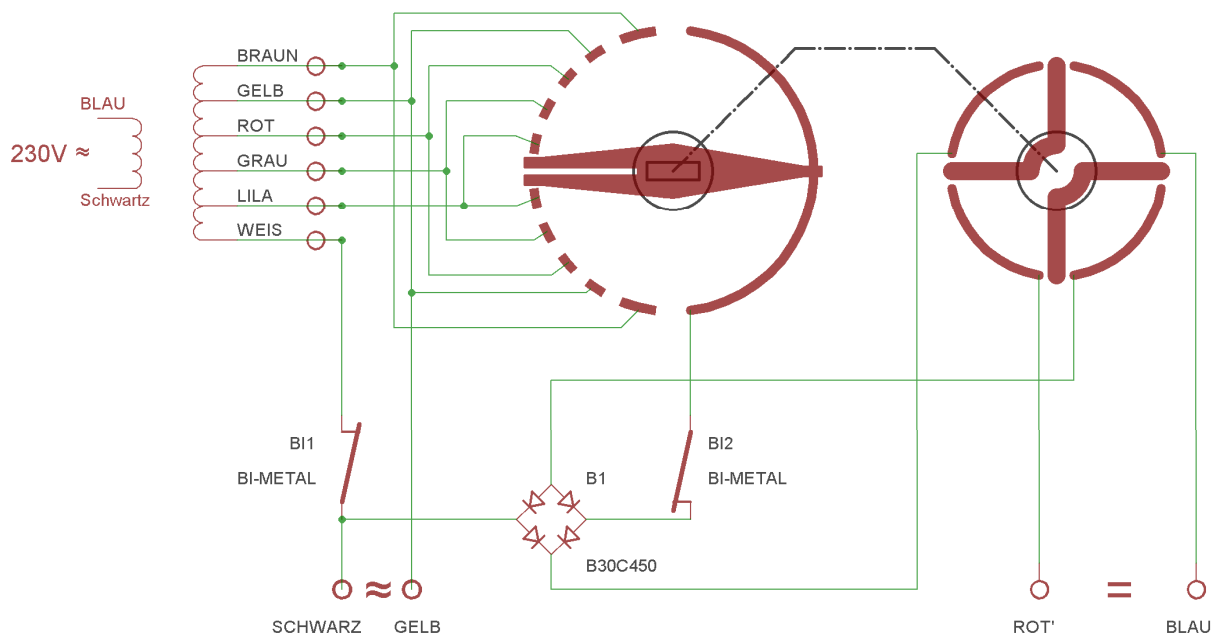 BRAUN
BLAU
GELB
ROT
230V ≈
GRAU
Schwartz
LILA
WEIS
BI1
BI-METAL
B1
BI2
BI-METAL
B30C450
≈
=
SCHWARZ GELB
ROT' BLAU